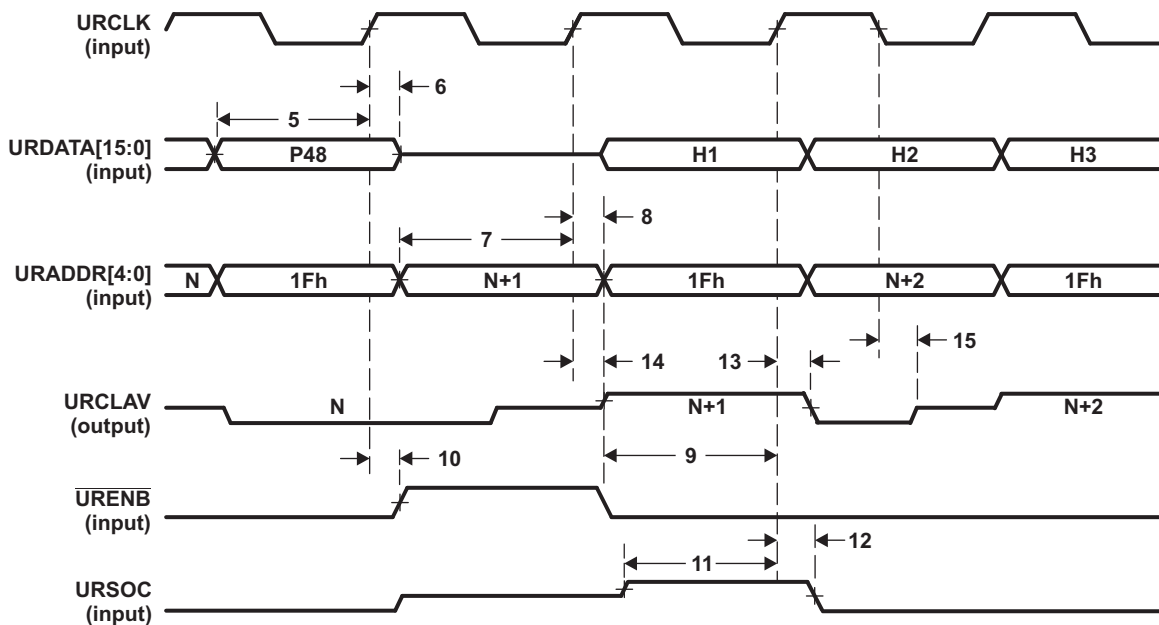 URCLK
(input)
6
5
URDATA[15:0]
(input)
P48
H1
H2
H3
8
7
URADDR[4:0]
(input)
N
1Fh
N+1
1Fh
N+2
1Fh
14
13
15
URCLAV
(output)
N
N+1
N+2
10
9
URENB
(input)
12
11
URSOC
(input)